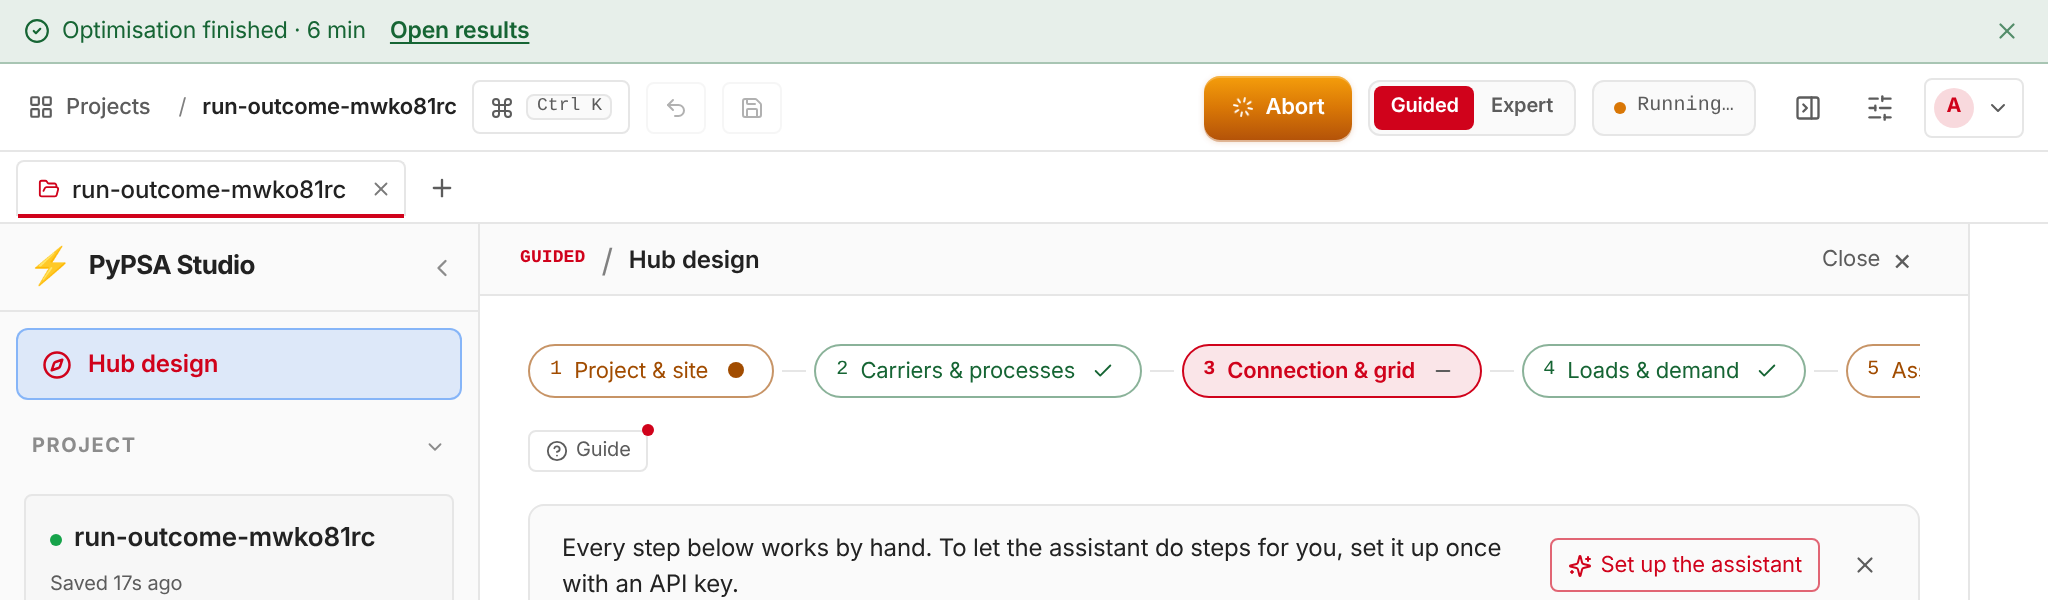 Optimisation finished · 6 min Open results
Projects / run-outcome-mwko81rc Ctrl K Abort Guided Expert Running… A
run-outcome-mwko81rc
PyPSA Studio
GUIDED / Hub design Close
Hub design
1 Project & site 2 Carriers & processes 3 Connection & grid 4 Loads & demand 5
PROJECT
Guide
run-outcome-mwko81rc
Saved 17s ago
Every step below works by hand. To let the assistant do steps for you, set it up once
with an API key.
Set up the assistant